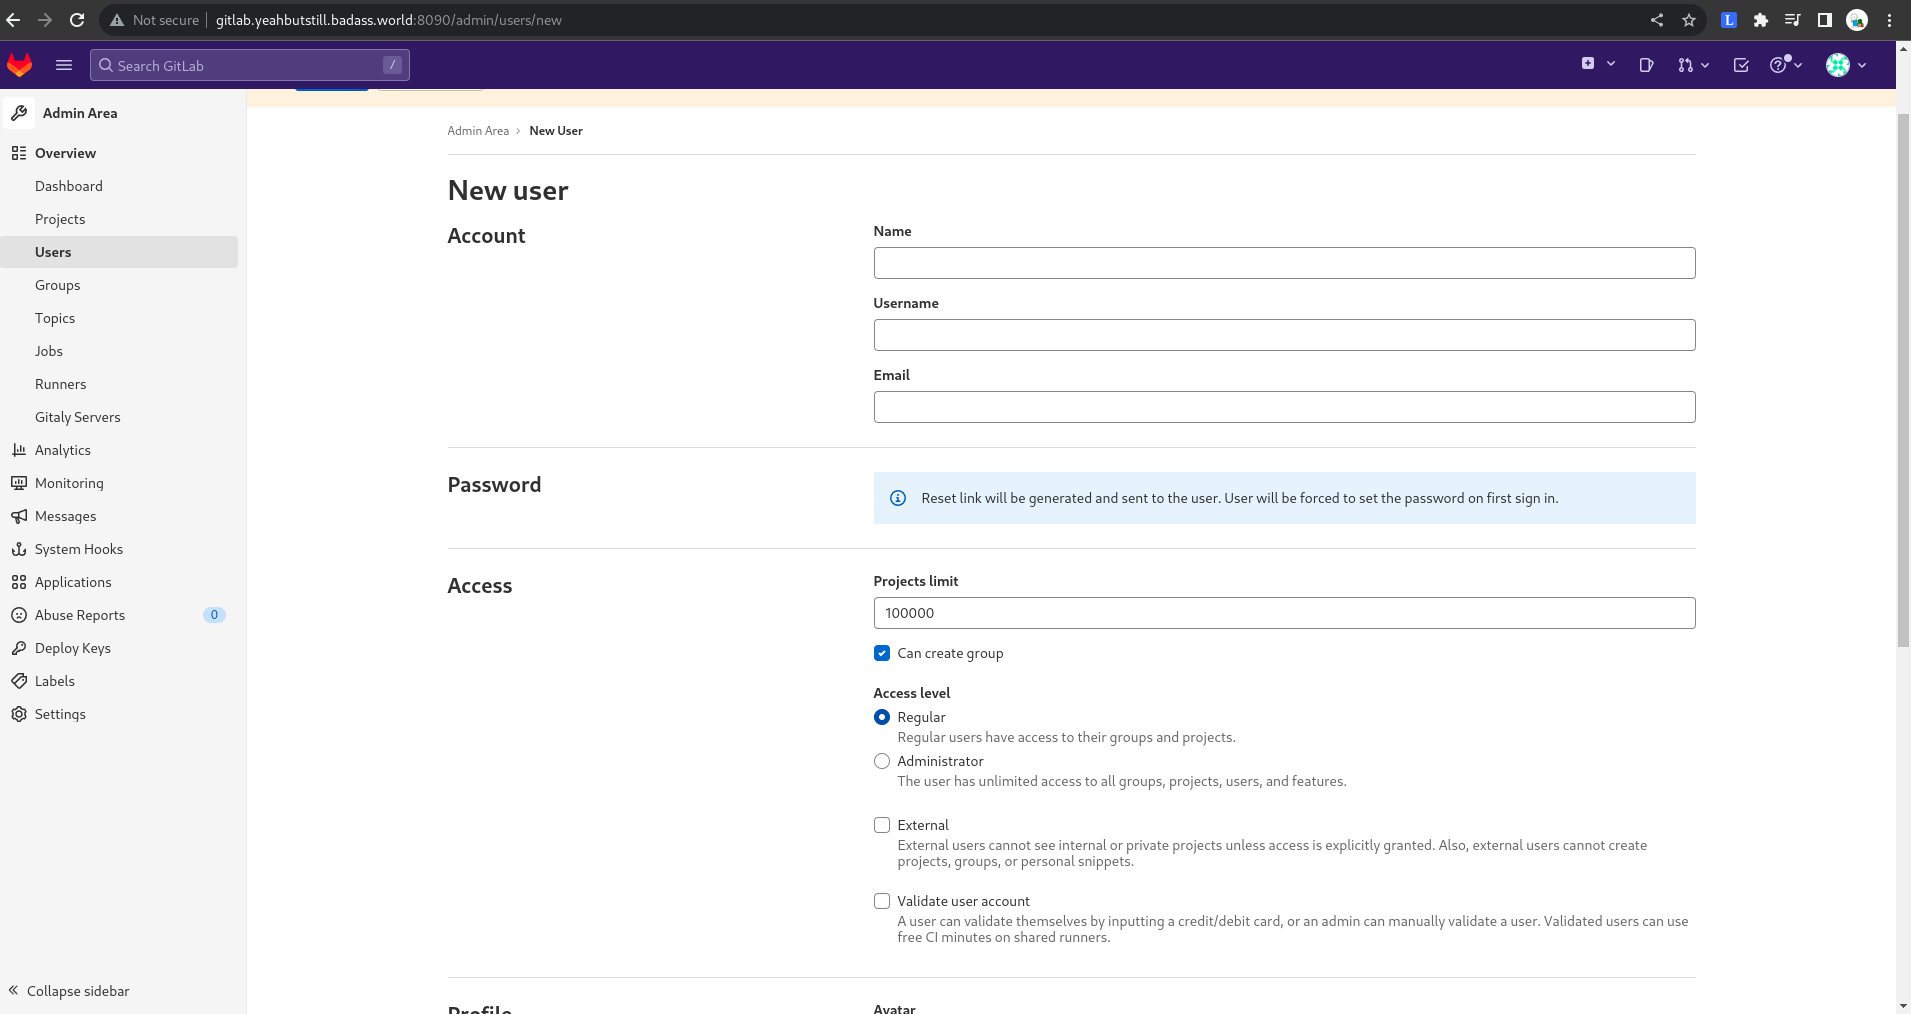 Not secure
gitlab.yeahbutstill.badass.world:8090/admin/users/new
L
Search GitLab
/
Admin Area
Overview
Dashboard
Projects
Users
Groups
Topics
Jobs
Runners
Gitaly Servers
Analytics
Monitoring
Messages
System Hooks
Applications
Abuse Reports
0
Deploy Keys
Labels
Settings
Collapse sidebar
Admin Area › New User
New user
Account
Name
Username
Email
Password
Reset link will be generated and sent to the user. User will be forced to set the password on first sign in.
Access
Projects limit
100000
Can create group
Access level
Regular
Regular users have access to their groups and projects.
Administrator
The user has unlimited access to all groups, projects, users, and features.
External
External users cannot see internal or private projects unless access is explicitly granted. Also, external users cannot create
projects, groups, or personal snippets.
Validate user account
A user can validate themselves by inputting a credit/debit card, or an admin can manually validate a user. Validated users can use
free CI minutes on shared runners.
Profile
Avatar